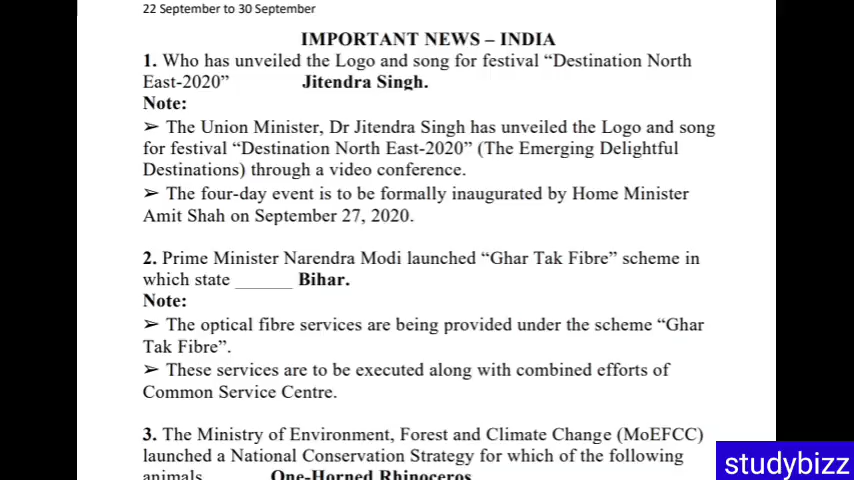 22 September to 30 September
IMPORTANT NEWS – INDIA
1. Who has unveiled the Logo and song for festival “Destination North
East-2020” Jitendra Singh.
Note:
➢ The Union Minister, Dr Jitendra Singh has unveiled the Logo and song
for festival “Destination North East-2020” (The Emerging Delightful
Destinations) through a video conference.
➢ The four-day event is to be formally inaugurated by Home Minister
Amit Shah on September 27, 2020.
2. Prime Minister Narendra Modi launched “Ghar Tak Fibre” scheme in
which state ______ Bihar.
Note:
➢ The optical fibre services are being provided under the scheme “Ghar
Tak Fibre”.
➢ These services are to be executed along with combined efforts of
Common Service Centre.
3. The Ministry of Environment, Forest and Climate Change (MoEFCC)
launched a National Conservation Strategy for which of the following
animals One-Horned Rhinoceros
studybizz